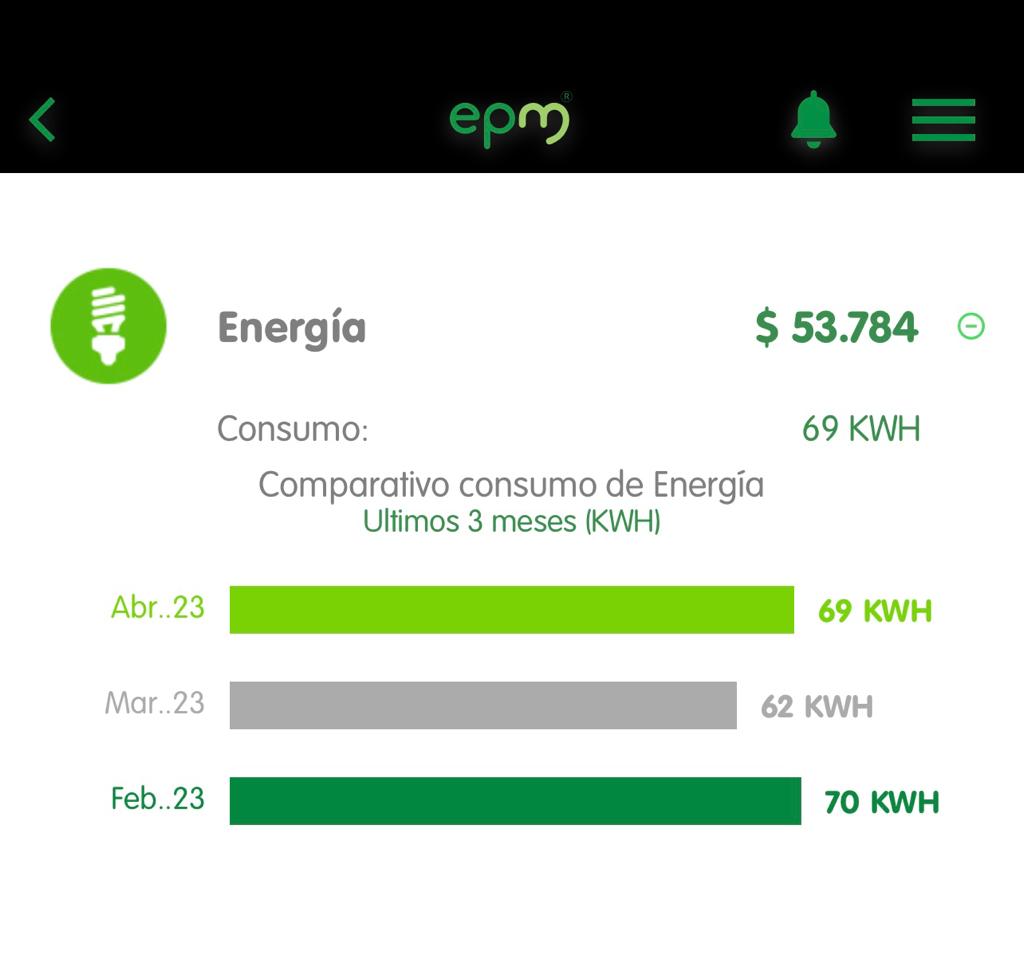 epm®
Energía $ 53.784
Consumo: 69 KWH
Comparativo consumo de Energía
Ultimos 3 meses (KWH)
Abr..23 69 KWH
Mar..23 62 KWH
Feb..23 70 KWH